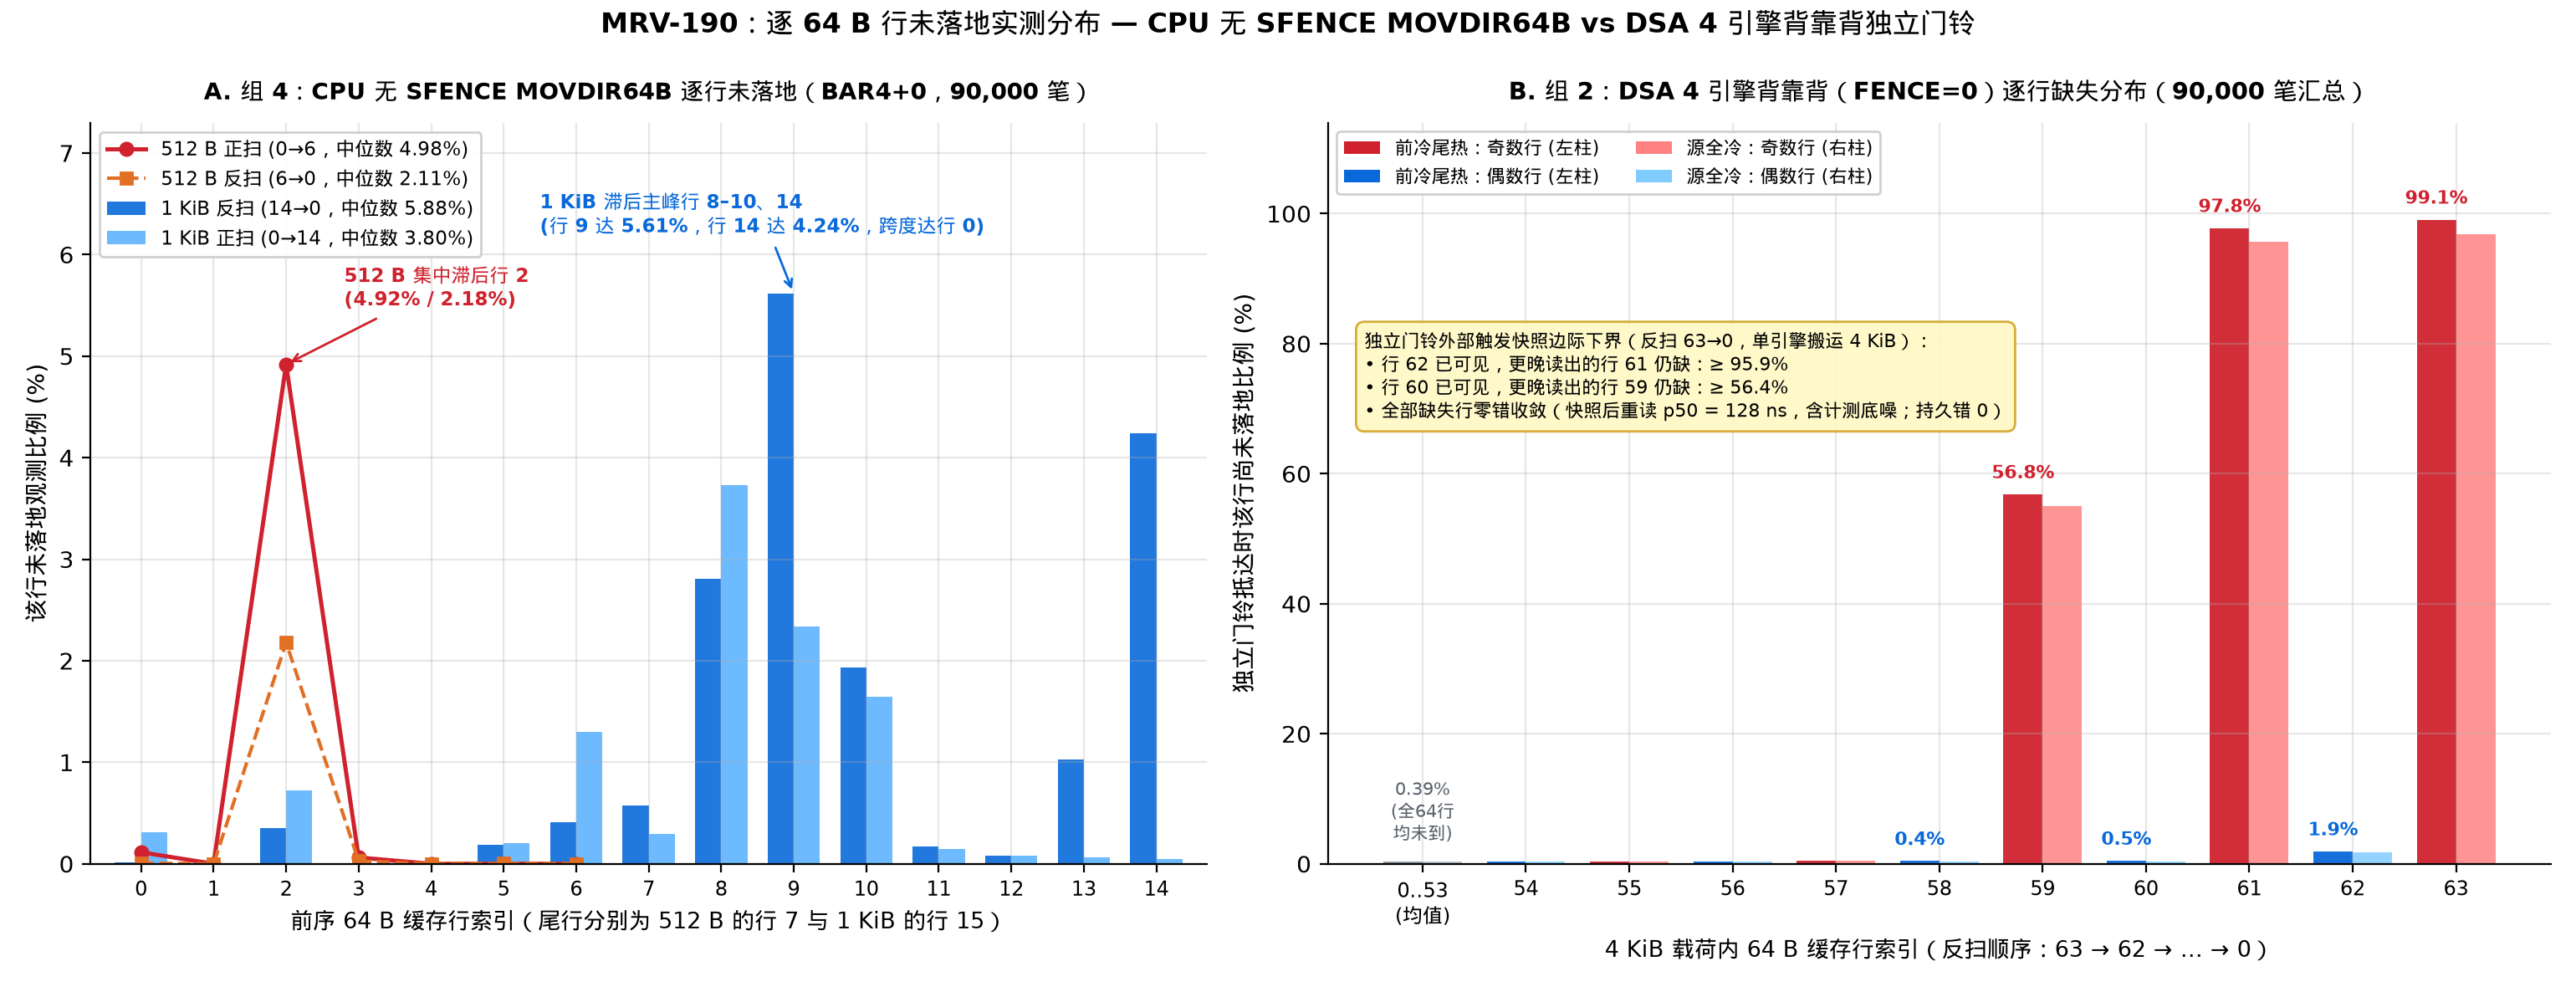 MRV-190：逐 64 B 行未落地实测分布 — CPU 无 SFENCE MOVDIR64B vs DSA 4 引擎背靠背独立门铃
A. 组 4：CPU 无 SFENCE MOVDIR64B 逐行未落地（BAR4+0，90,000 笔）
该行未落地观测比例 (%)
7
6
5
4
3
2
1
0
512 B 正扫 (0→6，中位数 4.98%)
512 B 反扫 (6→0，中位数 2.11%)
1 KiB 反扫 (14→0，中位数 5.88%)
1 KiB 正扫 (0→14，中位数 3.80%)
1 KiB 滞后主峰行 8–10、14
(行 9 达 5.61%，行 14 达 4.24%，跨度达行 0)
512 B 集中滞后行 2
(4.92% / 2.18%)
0 1 2 3 4 5 6 7 8 9 10 11 12 13 14
前序 64 B 缓存行索引（尾行分别为 512 B 的行 7 与 1 KiB 的行 15）
B. 组 2：DSA 4 引擎背靠背（FENCE=0）逐行缺失分布（90,000 笔汇总）
独立门铃抵达时该行尚未落地比例 (%)
100
80
60
40
20
0
前冷尾热：奇数行 (左柱)
前冷尾热：偶数行 (左柱)
源全冷：奇数行 (右柱)
源全冷：偶数行 (右柱)
97.8%
99.1%
独立门铃外部触发快照边际下界（反扫 63→0，单引擎搬运 4 KiB）：
• 行 62 已可见，更晚读出的行 61 仍缺：≥ 95.9%
• 行 60 已可见，更晚读出的行 59 仍缺：≥ 56.4%
• 全部缺失行零错收敛（快照后重读 p50 = 128 ns，含计测底噪；持久错 0）
56.8%
0.39%
(全64行
均未到)
0.4%
0.5%
1.9%
0..53
(均值)
54 55 56 57 58 59 60 61 62 63
4 KiB 载荷内 64 B 缓存行索引（反扫顺序：63 → 62 → … → 0）